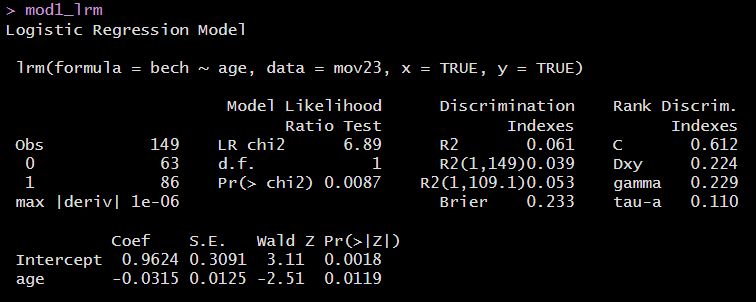 > mod1_lrm
Logistic Regression Model

 lrm(formula = bech ~ age, data = mov23, x = TRUE, y = TRUE)

                       Model Likelihood      Discrimination    Rank Discrim.
                             Ratio Test             Indexes          Indexes
 Obs           149    LR chi2      6.89      R2       0.061    C       0.612
  0             63    d.f.            1      R2(1,149)0.039    Dxy     0.224
  1             86    Pr(> chi2) 0.0087    R2(1,109.1)0.053    gamma   0.229
 max |deriv| 1e-06                           Brier    0.233    tau-a   0.110

           Coef    S.E.   Wald Z Pr(>|Z|)
 Intercept  0.9624 0.3091  3.11  0.0018
 age       -0.0315 0.0125 -2.51  0.0119